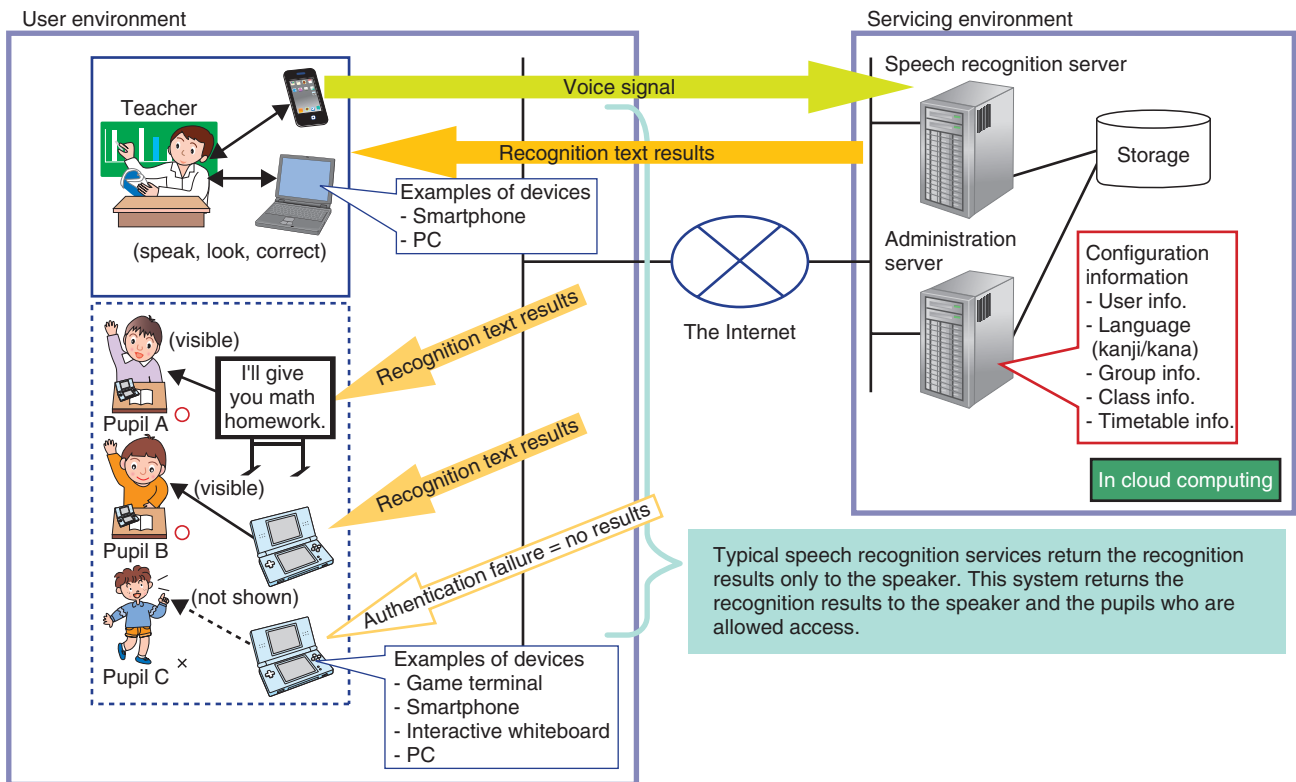 User environment
Servicing environment
Teacher
(speak, look, correct)
Voice signal
Recognition text results
Examples of devices
- Smartphone
- PC
Speech recognition server
Storage
Administration
server
Configuration
information
- User info.
- Language
(kanji/kana)
- Group info.
- Class info.
- Timetable info.
In cloud computing
The Internet
(visible)
I'll give
you math
homework.
Pupil A
Recognition text results
(visible)
Pupil B
Recognition text results
(not shown)
Pupil C ×
Authentication failure = no results
Examples of devices
- Game terminal
- Smartphone
- Interactive whiteboard
- PC
Typical speech recognition services return the recognition
results only to the speaker. This system returns the
recognition results to the speaker and the pupils who are
allowed access.